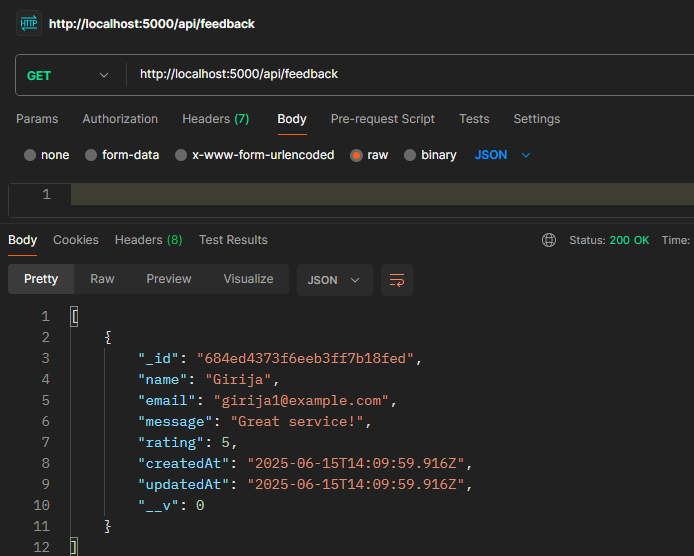 HTTP http://localhost:5000/api/feedback
GET http://localhost:5000/api/feedback
Params Authorization Headers (7) Body Pre-request Script Tests Settings
none form-data x-www-form-urlencoded raw binary JSON
1
Body Cookies Headers (8) Test Results Status: 200 OK Time:
Pretty Raw Preview Visualize JSON
1 [
2 {
3 "_id": "684ed4373f6eeb3ff7b18fed",
4 "name": "Girija",
5 "email": "girija1@example.com",
6 "message": "Great service!",
7 "rating": 5,
8 "createdAt": "2025-06-15T14:09:59.916Z",
9 "updatedAt": "2025-06-15T14:09:59.916Z",
10 "__v": 0
11 }
12 ]